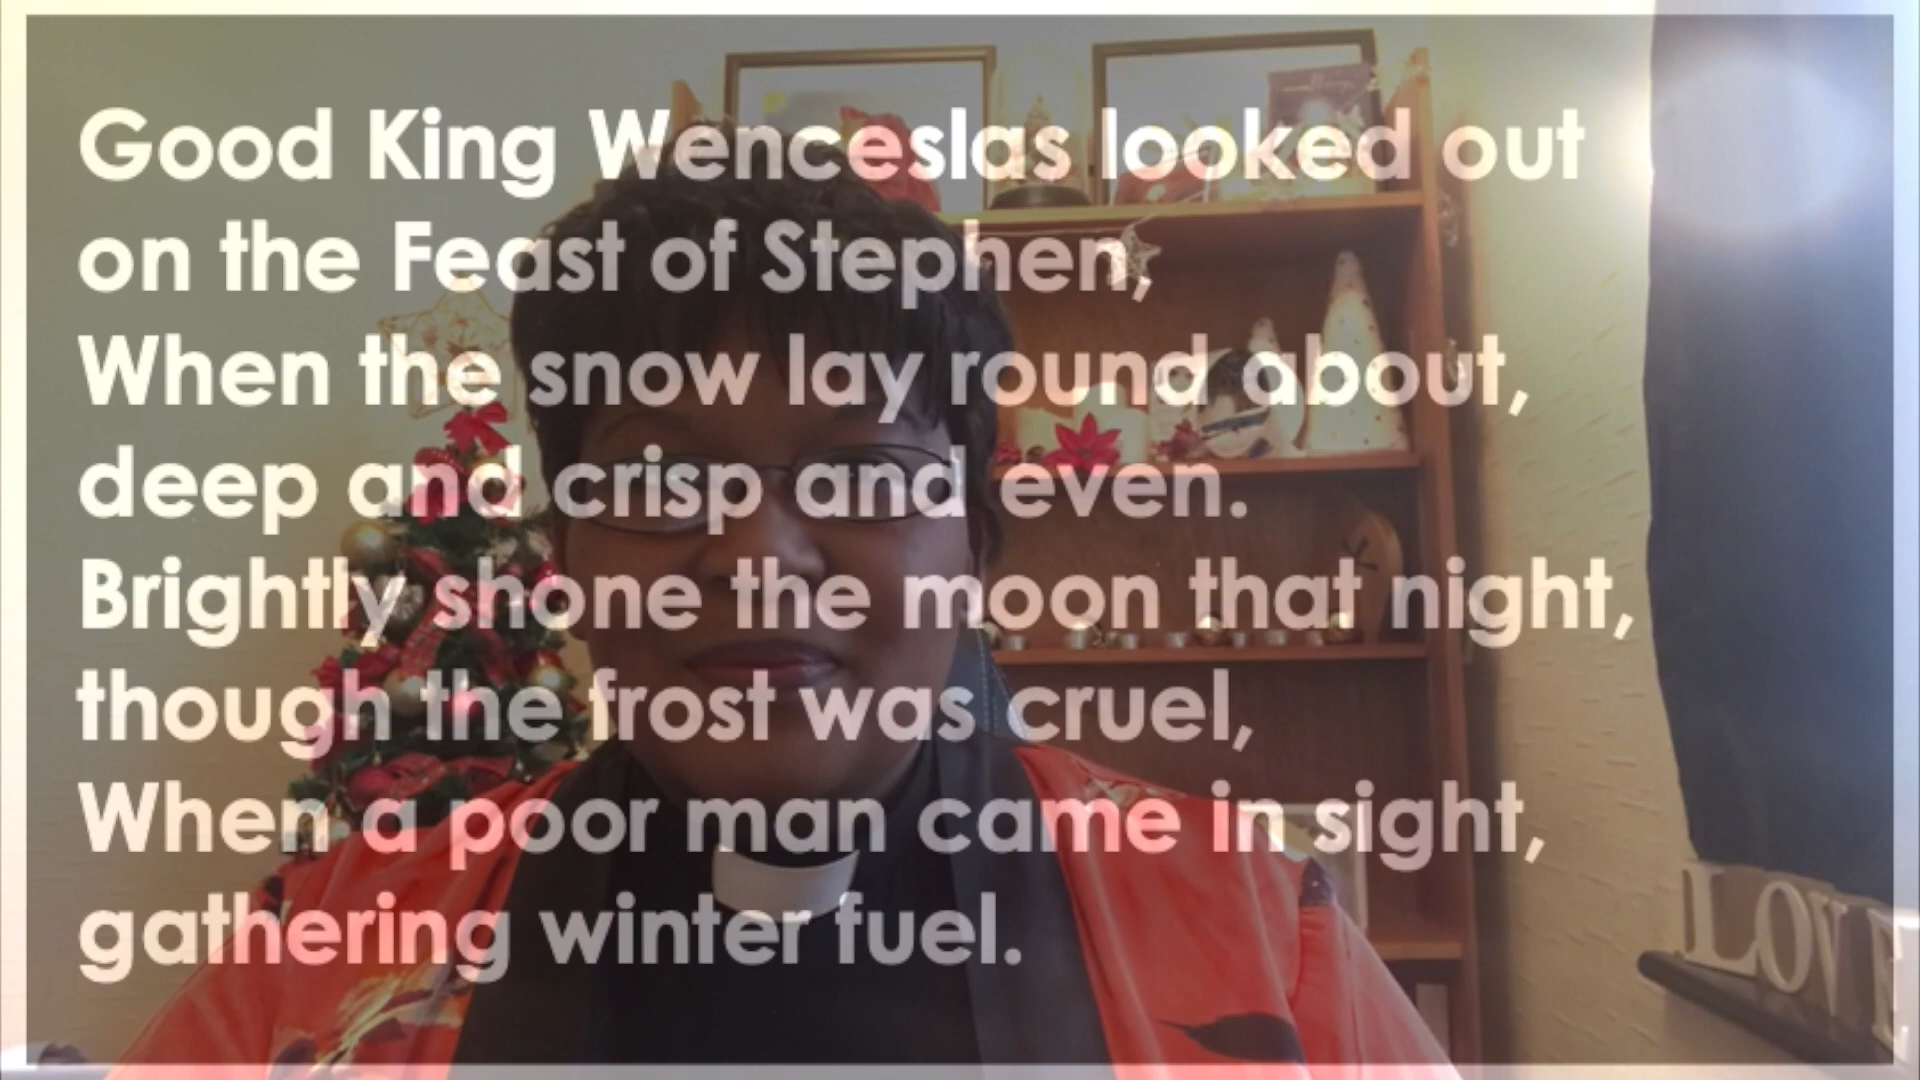 Good King Wenceslas looked out
on the Feast of Stephen,
When the snow lay round about,
deep and crisp and even.
Brightly shone the moon that night,
though the frost was cruel,
When a poor man came in sight,
gathering winter fuel.
LOVE